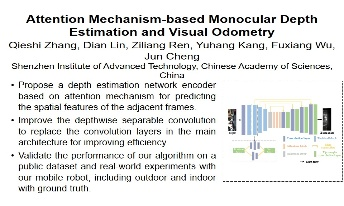 Attention Mechanism-based Monocular Depth
Estimation and Visual Odometry
Qieshi Zhang, Dian Lin, Ziliang Ren, Yuhang Kang, Fuxiang Wu,
Jun Cheng
Shenzhen Institute of Advanced Technology, Chinese Academy of Sciences,
China
• Propose a depth estimation network encoder
based on attention mechanism for predicting
the spatial features of the adjacent frames.
• Improve the depthwise separable convolution
to replace the convolution layers in the main
architecture for improving efficiency
• Validate the performance of our algorithm on a
public dataset and real world experiments with
our mobile robot, including outdoor and indoor
with ground truth.